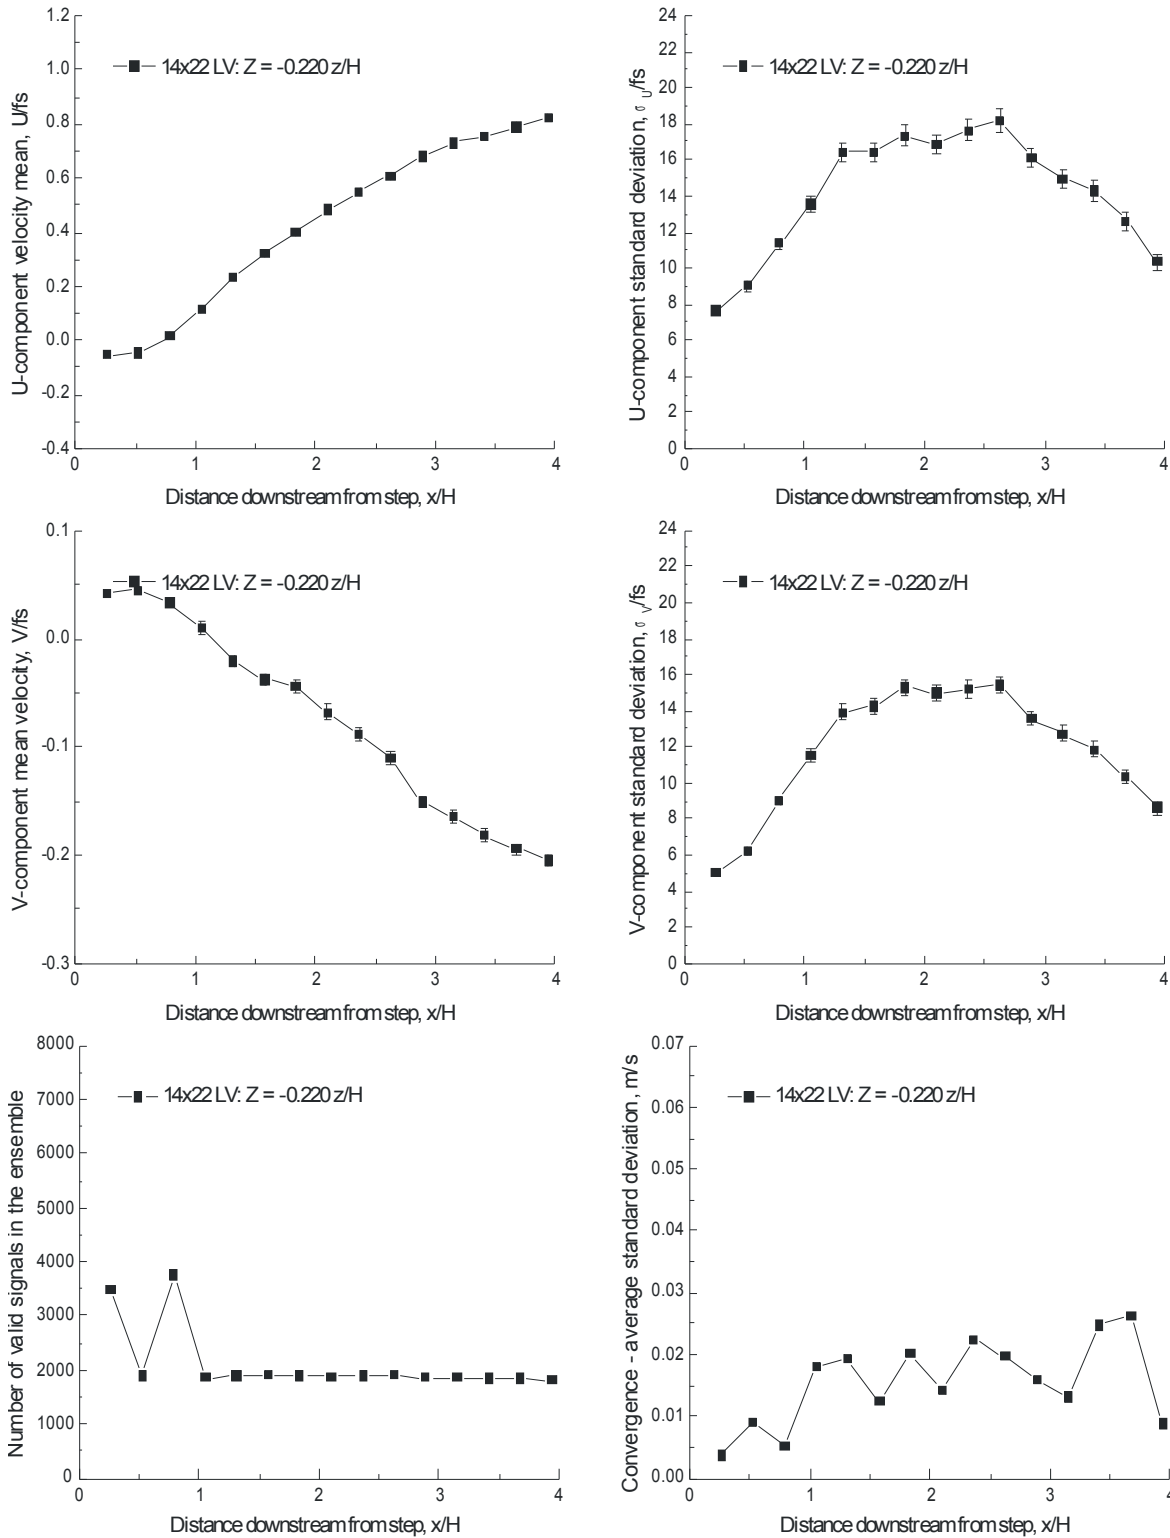 1.2
1.0
0.8
0.6
0.4
0.2
0.0
-0.2
-0.4
U-component velocity mean, U/fs
14x22 LV: Z = -0.220 z/H
0 1 2 3 4
Distance downstream from step, x/H
24
22
20
18
16
14
12
10
8
6
4
2
0
U-component standard deviation, σ U/fs
14x22 LV: Z = -0.220 z/H
0 1 2 3 4
Distance downstream from step, x/H
0.1
0.0
-0.1
-0.2
-0.3
V-component mean velocity, V/fs
14x22 LV: Z = -0.220 z/H
0 1 2 3 4
Distance downstream from step, x/H
24
22
20
18
16
14
12
10
8
6
4
2
0
V-component standard deviation, σ V/fs
14x22 LV: Z = -0.220 z/H
0 1 2 3 4
Distance downstream from step, x/H
8000
7000
6000
5000
4000
3000
2000
1000
0
Number of valid signals in the ensemble
14x22 LV: Z = -0.220 z/H
0 1 2 3 4
Distance downstream from step, x/H
0.07
0.06
0.05
0.04
0.03
0.02
0.01
0.00
Convergence - average standard deviation, m/s
14x22 LV: Z = -0.220 z/H
0 1 2 3 4
Distance downstream from step, x/H